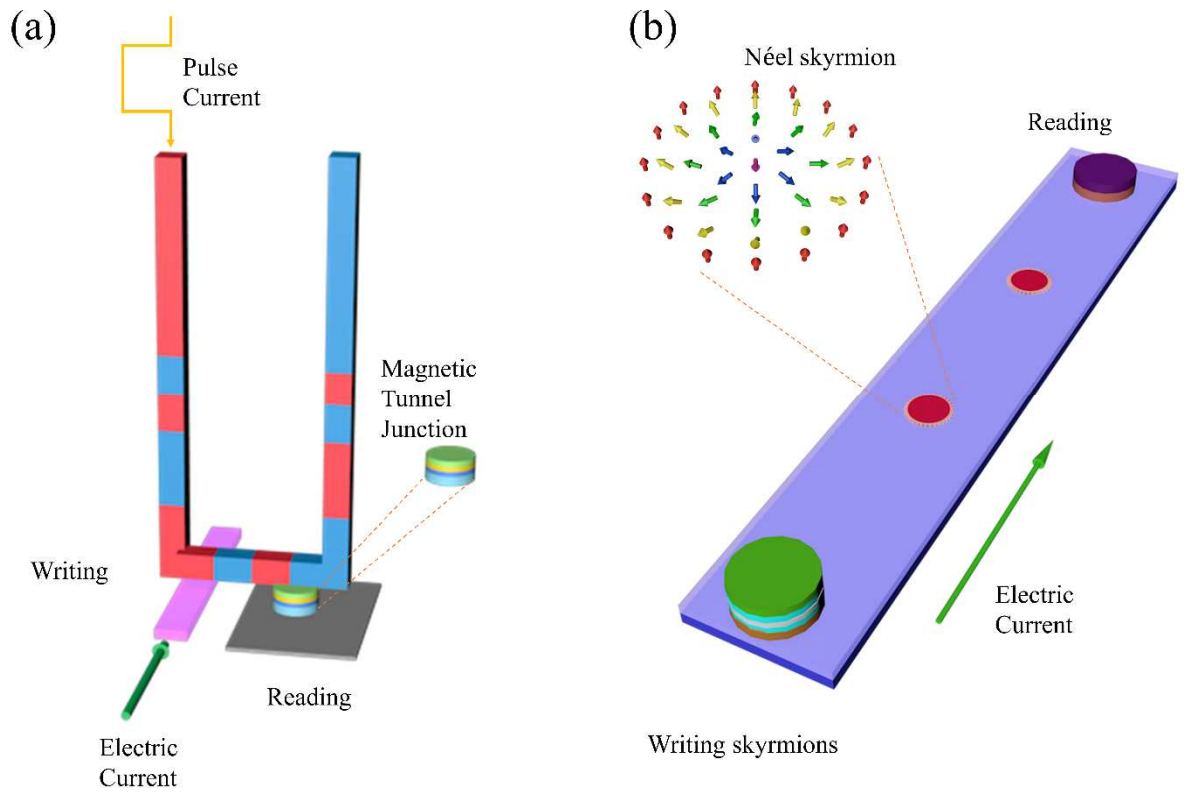 (a)
Pulse
Current
Magnetic
Tunnel
Junction
Writing
Reading
Electric
Current
(b)
Néel skyrmion
Reading
Electric
Current
Writing skyrmions